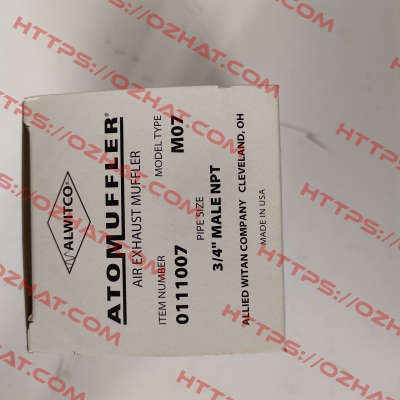 ALWITCO
ATOMUFFLER®
AIR EXHAUST MUFFLER
ITEM NUMBER MODEL TYPE
0111007 M07
PIPE SIZE
3/4" MALE NPT
ALLIED WITAN COMPANY CLEVELAND, OH
MADE IN USA
HTTPS://OZHAT.COM
HTTPS://OZHAT.COM
HTTPS://OZHAT.COM
HTTPS://OZHAT.COM
HTTPS://OZHAT.COM
HTTPS://OZHAT.COM